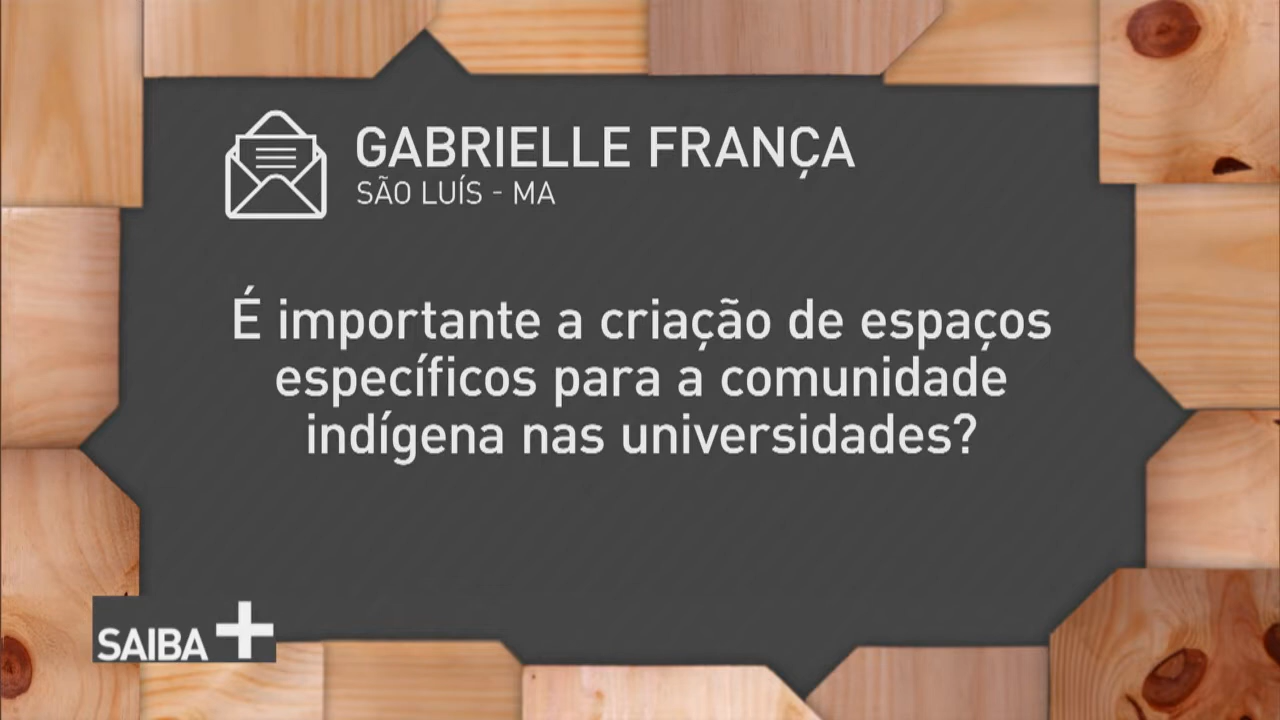 GABRIELLE FRANÇA
SÃO LUÍS - MA
É importante a criação de espaços
específicos para a comunidade
indígena nas universidades?
SAIBA+